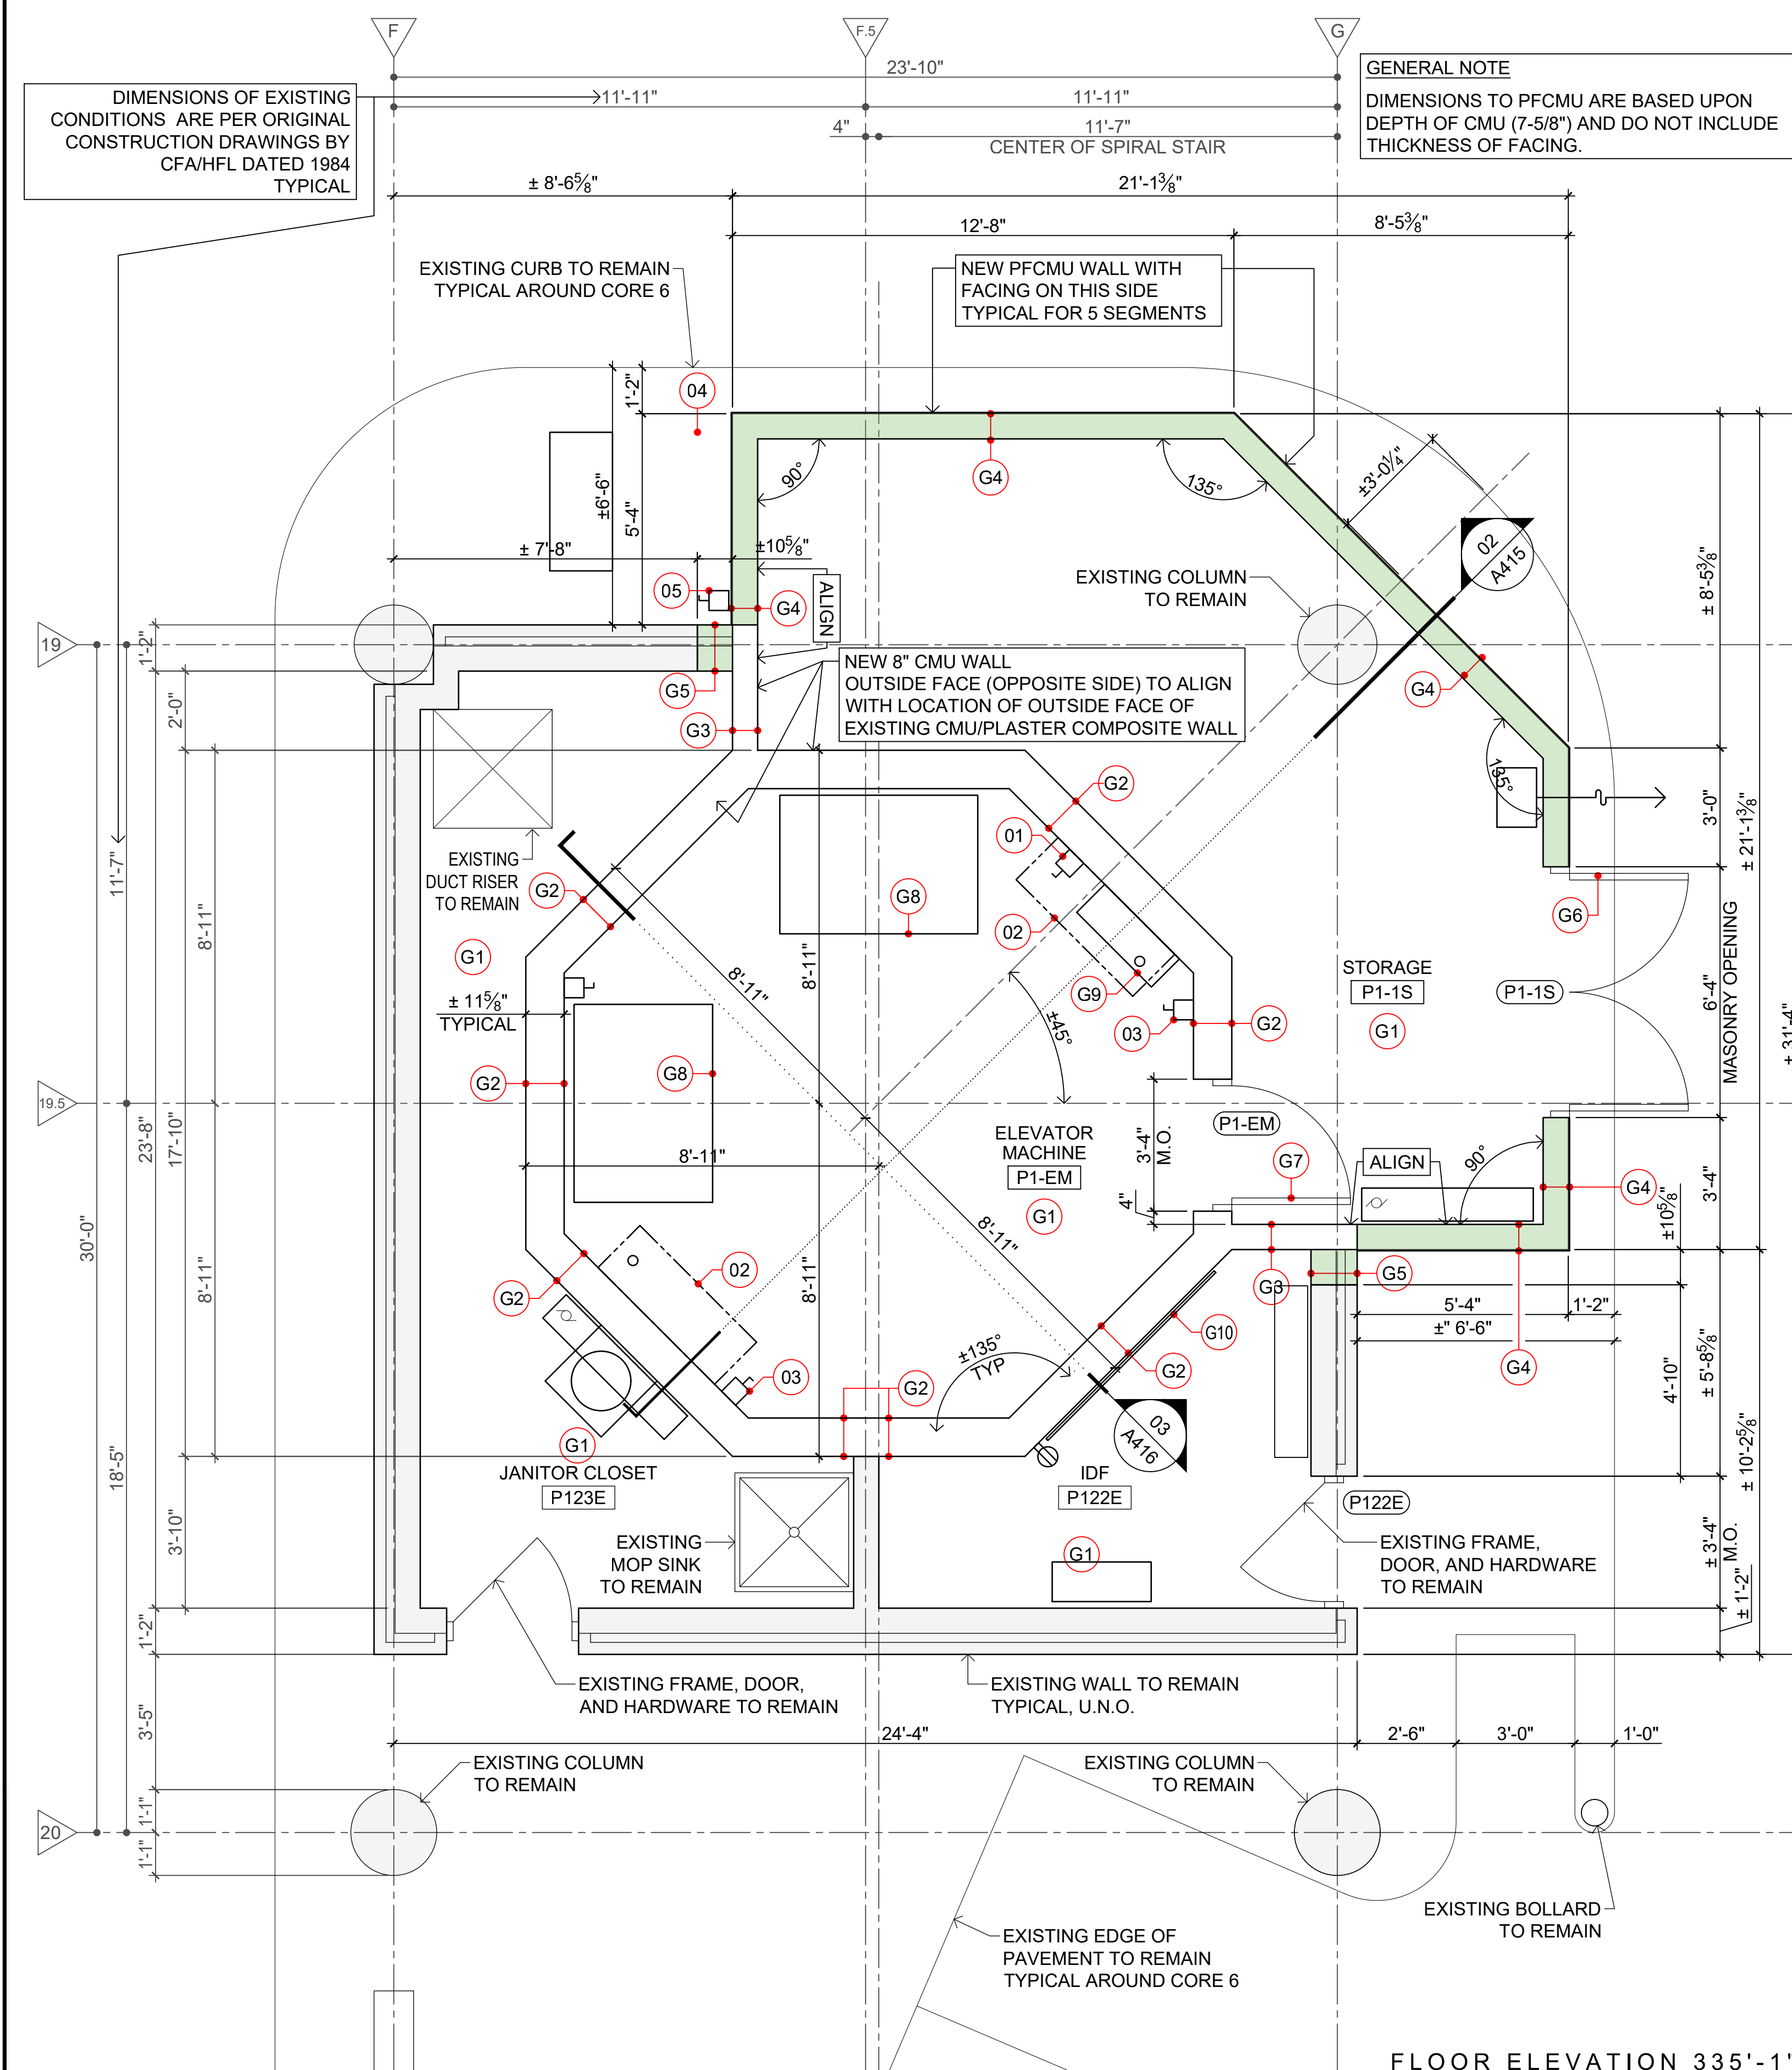 F
F.5
G
23'-10"
11'-11"
11'-11"
4"
11'-7"
CENTER OF SPIRAL STAIR
DIMENSIONS OF EXISTING
CONDITIONS ARE PER ORIGINAL
CONSTRUCTION DRAWINGS BY
CFA/HFL DATED 1984
TYPICAL
GENERAL NOTE
DIMENSIONS TO PFCMU ARE BASED UPON
DEPTH OF CMU (7-5/8") AND DO NOT INCLUDE
THICKNESS OF FACING.
± 8'-6⅝"
21'-1⅜"
12'-8"
8'-5⅜"
EXISTING CURB TO REMAIN
TYPICAL AROUND CORE 6
NEW PFCMU WALL WITH
FACING ON THIS SIDE
TYPICAL FOR 5 SEGMENTS
04
1'-2"
±6'-6"
5'-4"
90°
G4
135°
±3'-0¼"
02
A415
± 7'-8"
±10⅝"
05
G4
ALIGN
EXISTING COLUMN
TO REMAIN
± 8'-5⅜"
19
1'-2"
G5
G3
NEW 8" CMU WALL
OUTSIDE FACE (OPPOSITE SIDE) TO ALIGN
WITH LOCATION OF OUTSIDE FACE OF
EXISTING CMU/PLASTER COMPOSITE WALL
G4
2'-0"
135°
3'-0"
± 21'-1⅜"
G2
01
EXISTING
DUCT RISER
TO REMAIN
11'-7"
G2
G8
02
G6
8'-11"
G1
8'-11"
8'-11"
G9
STORAGE
P1-1S
G1
P1-1S
6'-4"
MASONRY OPENING
± 11⅝"
TYPICAL
±45°
03
G2
± 31'-4"
G2
G8
19.5
23'-8"
17'-10"
8'-11"
ELEVATOR
MACHINE
P1-EM
G1
3'-4"
M.O.
P1-EM
4"
G7
ALIGN
90°
G4
3'-4"
±10⅝"
30'-0"
8'-11"
G2
02
8'-11"
8'-11"
G3
G5
5'-4"
1'-2"
±" 6'-6"
G10
G4
4'-10"
± 5'-8⅝"
±135°
TYP
G2
03
G2
03
A416
18'-5"
G1
JANITOR CLOSET
P123E
IDF
P122E
P122E
± 10'-2⅝"
3'-10"
EXISTING
MOP SINK
TO REMAIN
G1
EXISTING FRAME,
DOOR, AND HARDWARE
TO REMAIN
± 3'-4"
M.O.
± 1'-2"
1'-2"
EXISTING FRAME, DOOR,
AND HARDWARE TO REMAIN
EXISTING WALL TO REMAIN
TYPICAL, U.N.O.
3'-5"
24'-4"
2'-6"
3'-0"
1'-0"
EXISTING COLUMN
TO REMAIN
EXISTING COLUMN
TO REMAIN
1'-1"
20
1'-1"
EXISTING BOLLARD
TO REMAIN
EXISTING EDGE OF
PAVEMENT TO REMAIN
TYPICAL AROUND CORE 6
FLOOR ELEVATION 335'-1"